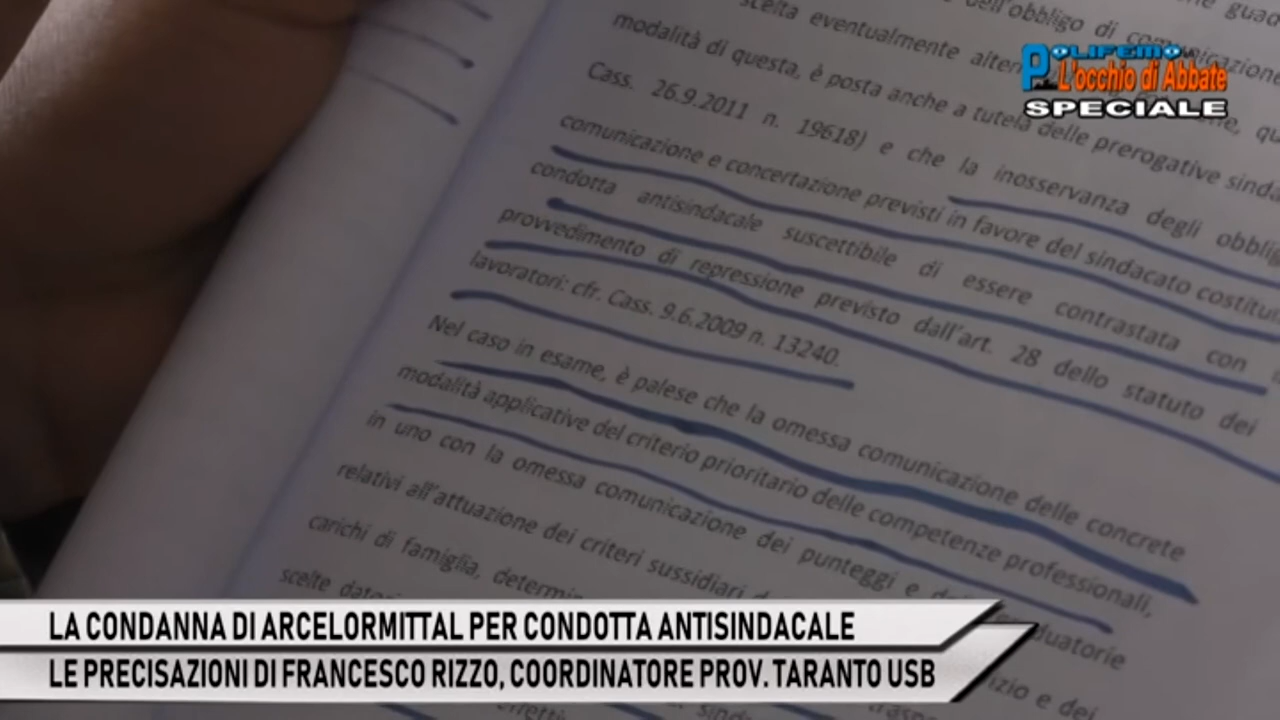 dell'obbligo di comunicazione
scelta eventualmente
modalità di questa, è posta anche a tutela delle prerogative
Cass. 26.9.2011 n. 19618) e che la inosservanza degli
comunicazione e concertazione previsti in favore del sindacato
condotta antisindacale suscettibile di essere contrastata con
provvedimento di repressione previsto dall'art. 28 dello statuto dei
lavoratori: cfr. Cass. 9.6.2009 n. 13240.
Nel caso in esame, è palese che la omessa comunicazione delle concrete
modalità applicative del criterio prioritario delle competenze professionali,
in uno con la omessa comunicazione dei punteggi e
relativi all'attuazione dei criteri sussidiari
carichi di famiglia,
scelte
POLIFEMO
L'occhio di Abbate
SPECIALE
LA CONDANNA DI ARCELORMITTAL PER CONDOTTA ANTISINDACALE
LE PRECISAZIONI DI FRANCESCO RIZZO, COORDINATORE PROV. TARANTO USB